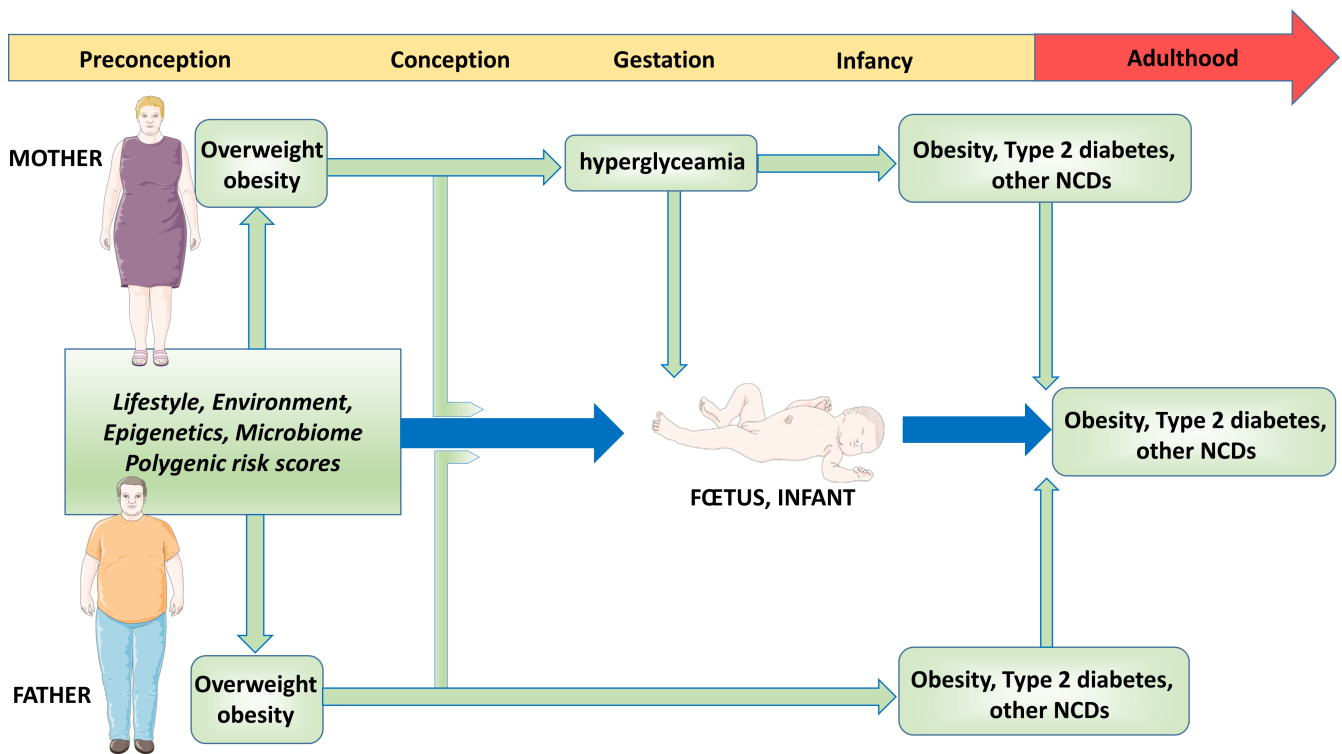 Preconception
Conception
Gestation
Infancy
Adulthood
MOTHER
Overweight
obesity
hyperglyceamia
Obesity, Type 2 diabetes,
other NCDs
Lifestyle, Environment,
Epigenetics, Microbiome
Polygenic risk scores
FŒTUS, INFANT
Obesity, Type 2 diabetes,
other NCDs
FATHER
Overweight
obesity
Obesity, Type 2 diabetes,
other NCDs